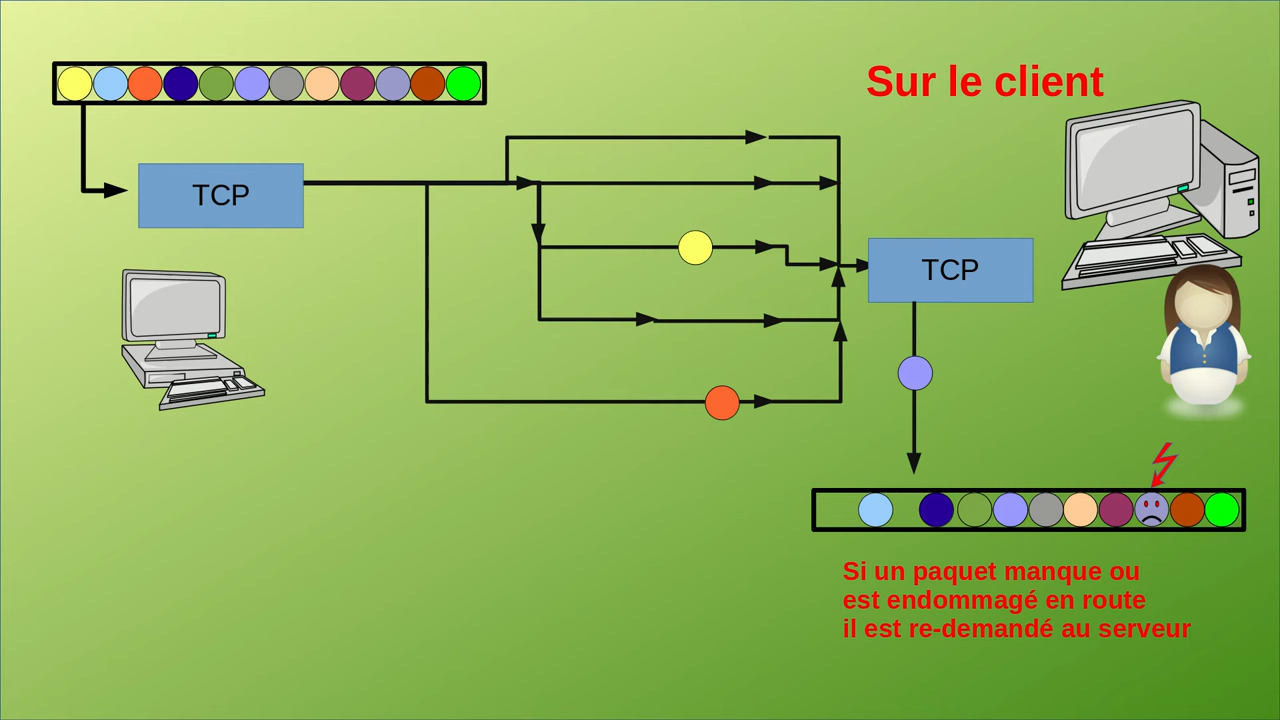 Sur le client
TCP
TCP
Si un paquet manque ou
est endommagé en route
il est re-demandé au serveur